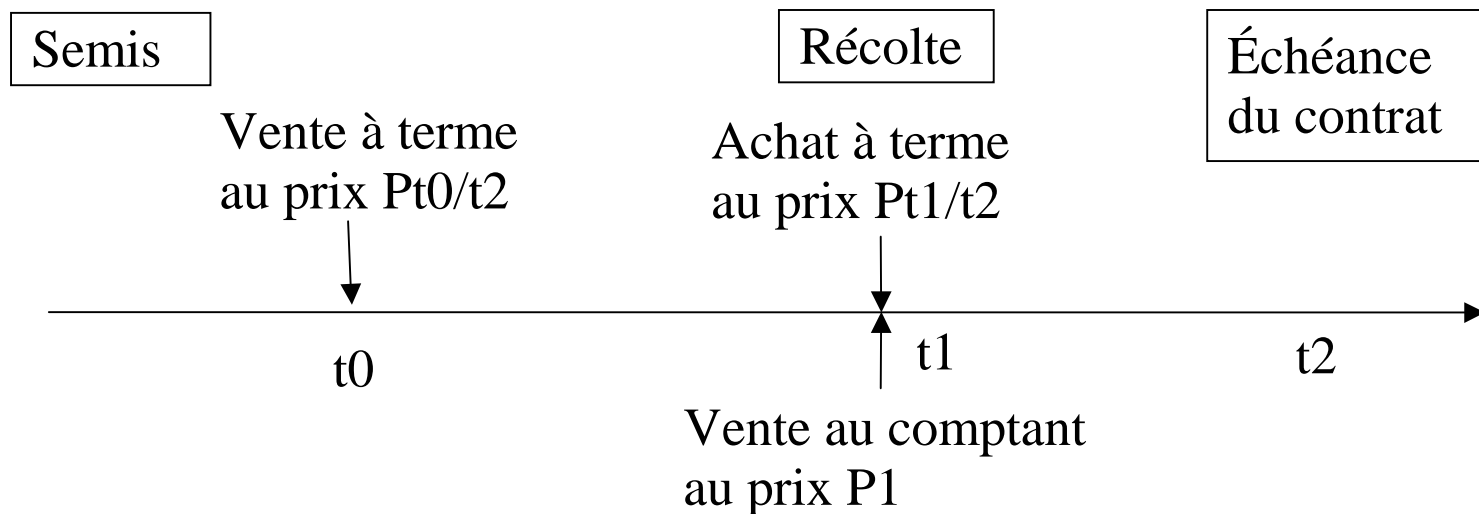 Semis
Récolte
Échéance
du contrat
Vente à terme
au prix Pt0/t2
Achat à terme
au prix Pt1/t2
t0
t1
t2
Vente au comptant
au prix P1